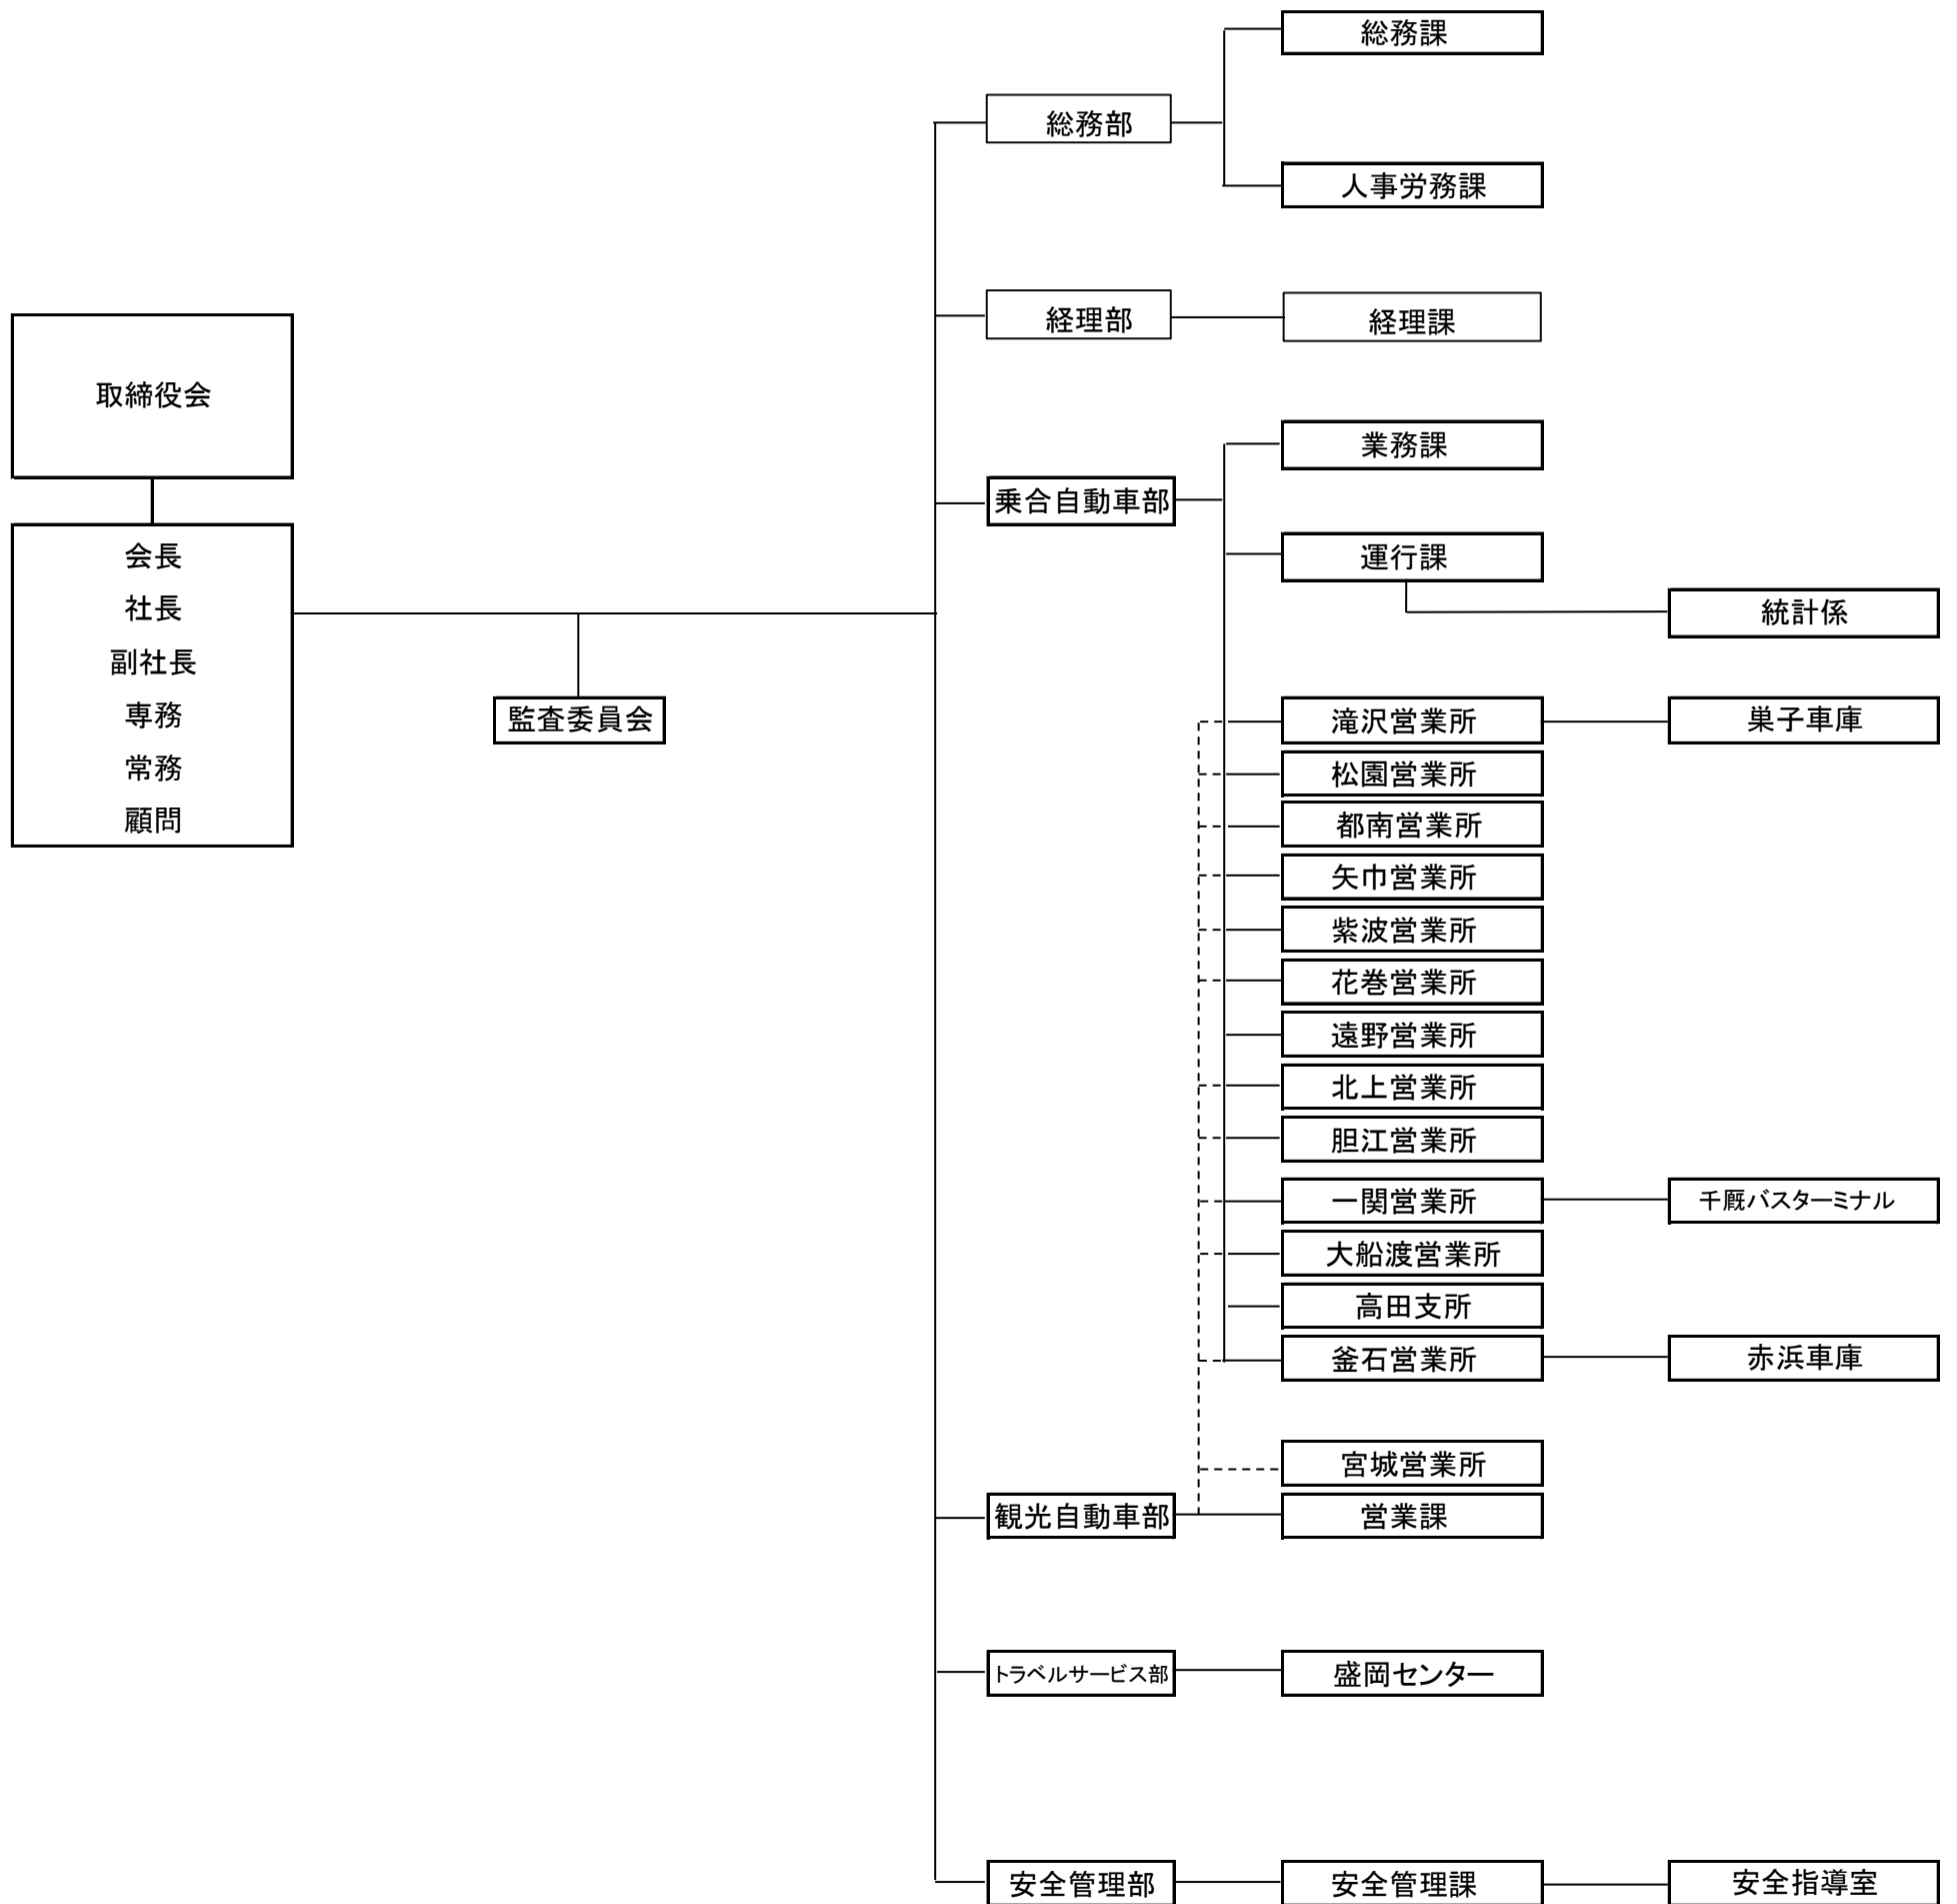 取締役会
会長
社長
副社長
専務
常務
顧問
監査委員会
総務部
総務課
人事労務課
経理部
経理課
乗合自動車部
業務課
運行課
統計係
滝沢営業所
巣子車庫
松園営業所
都南営業所
矢巾営業所
紫波営業所
花巻営業所
遠野営業所
北上営業所
胆江営業所
一関営業所
千厩バスターミナル
大船渡営業所
高田支所
釜石営業所
赤浜車庫
宮城営業所
観光自動車部
営業課
トラベルサービス部
盛岡センター
安全管理部
安全管理課
安全指導室